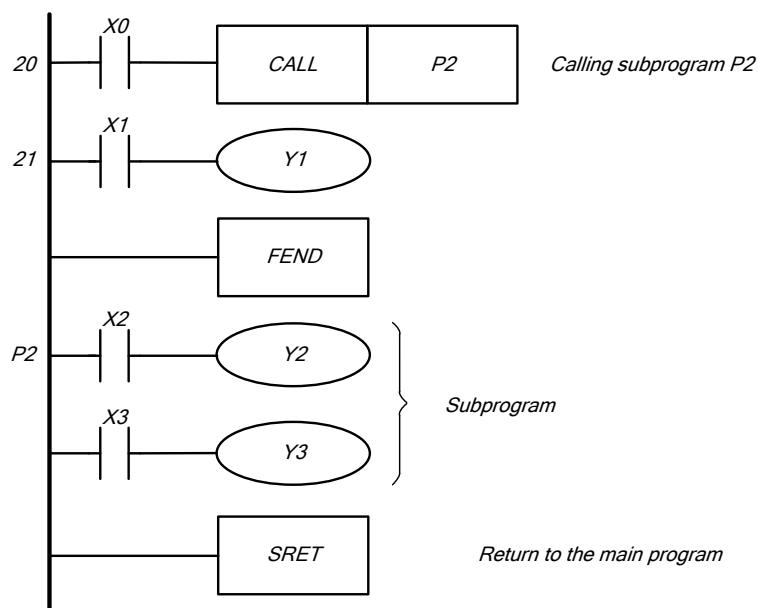 X0
20 CALL P2 Calling subprogram P2
X1
21 Y1
FEND
X2
P2 Y2
Subprogram
X3
Y3
SRET Return to the main program